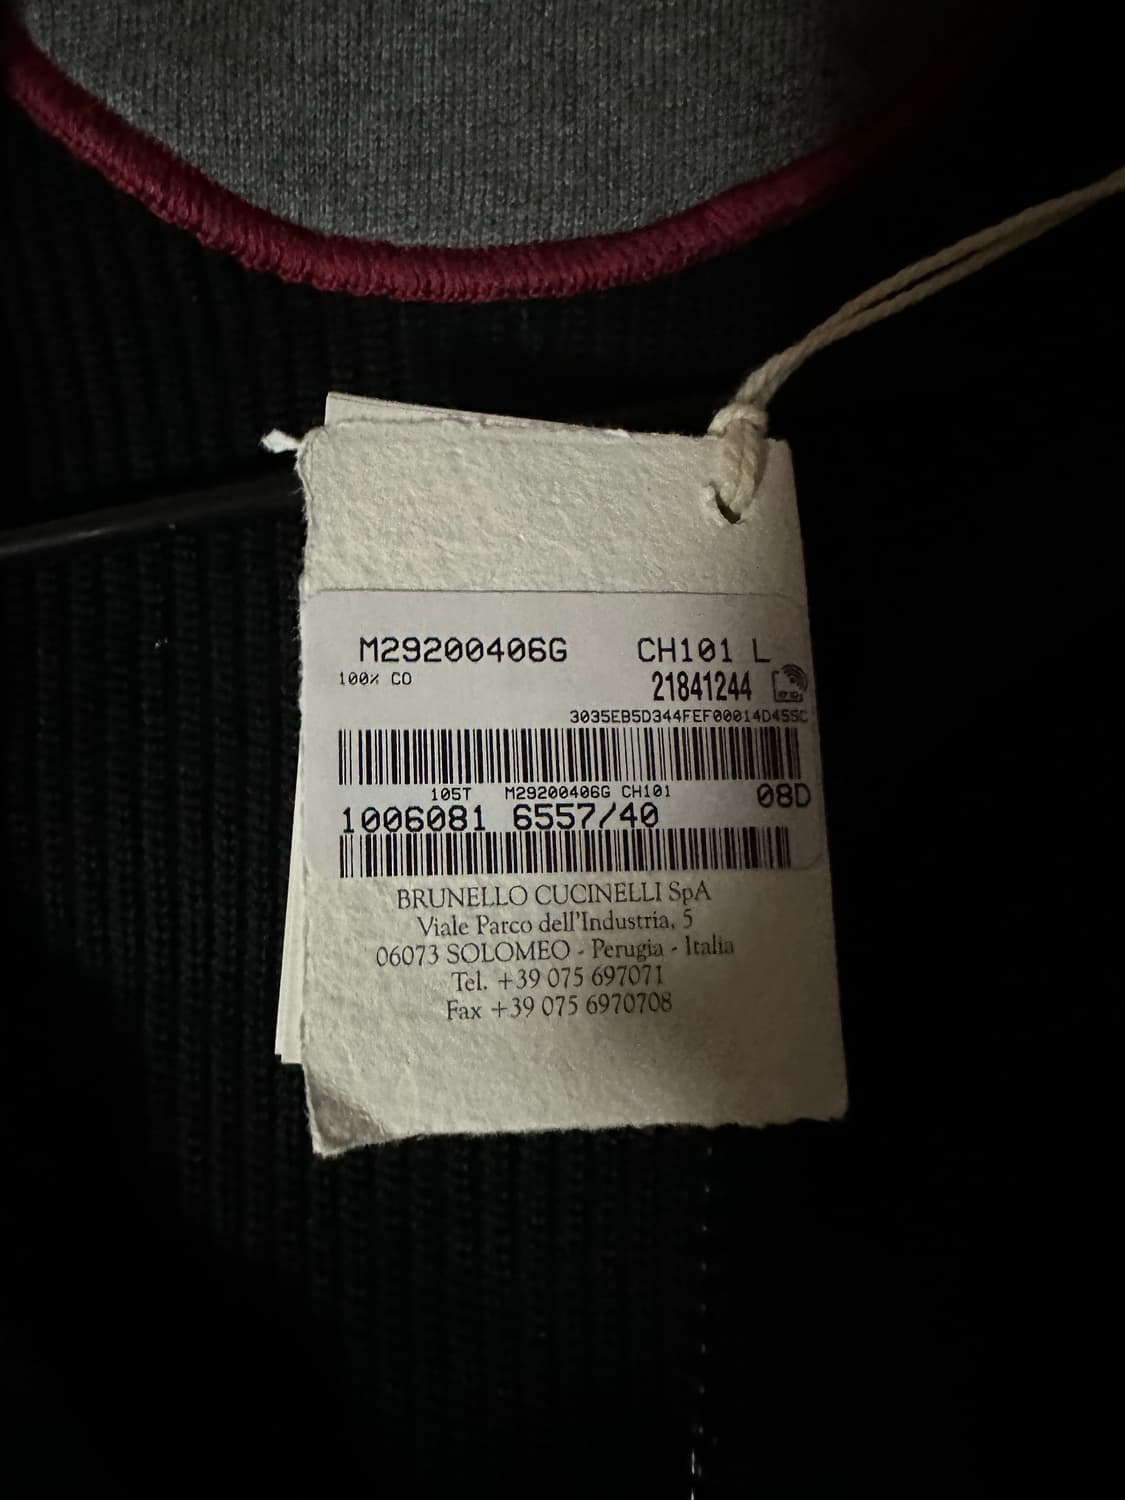 M29200406G CH101 L
100% CO 21841244
3035EB5D344FEF00014D455C
105T M29200406G CH101 08D
1006081 6557/40
BRUNELLO CUCINELLI SpA
Viale Parco dell'Industria, 5
06073 SOLOMEO - Perugia - Italia
Tel. +39 075 697071
Fax +39 075 6970708